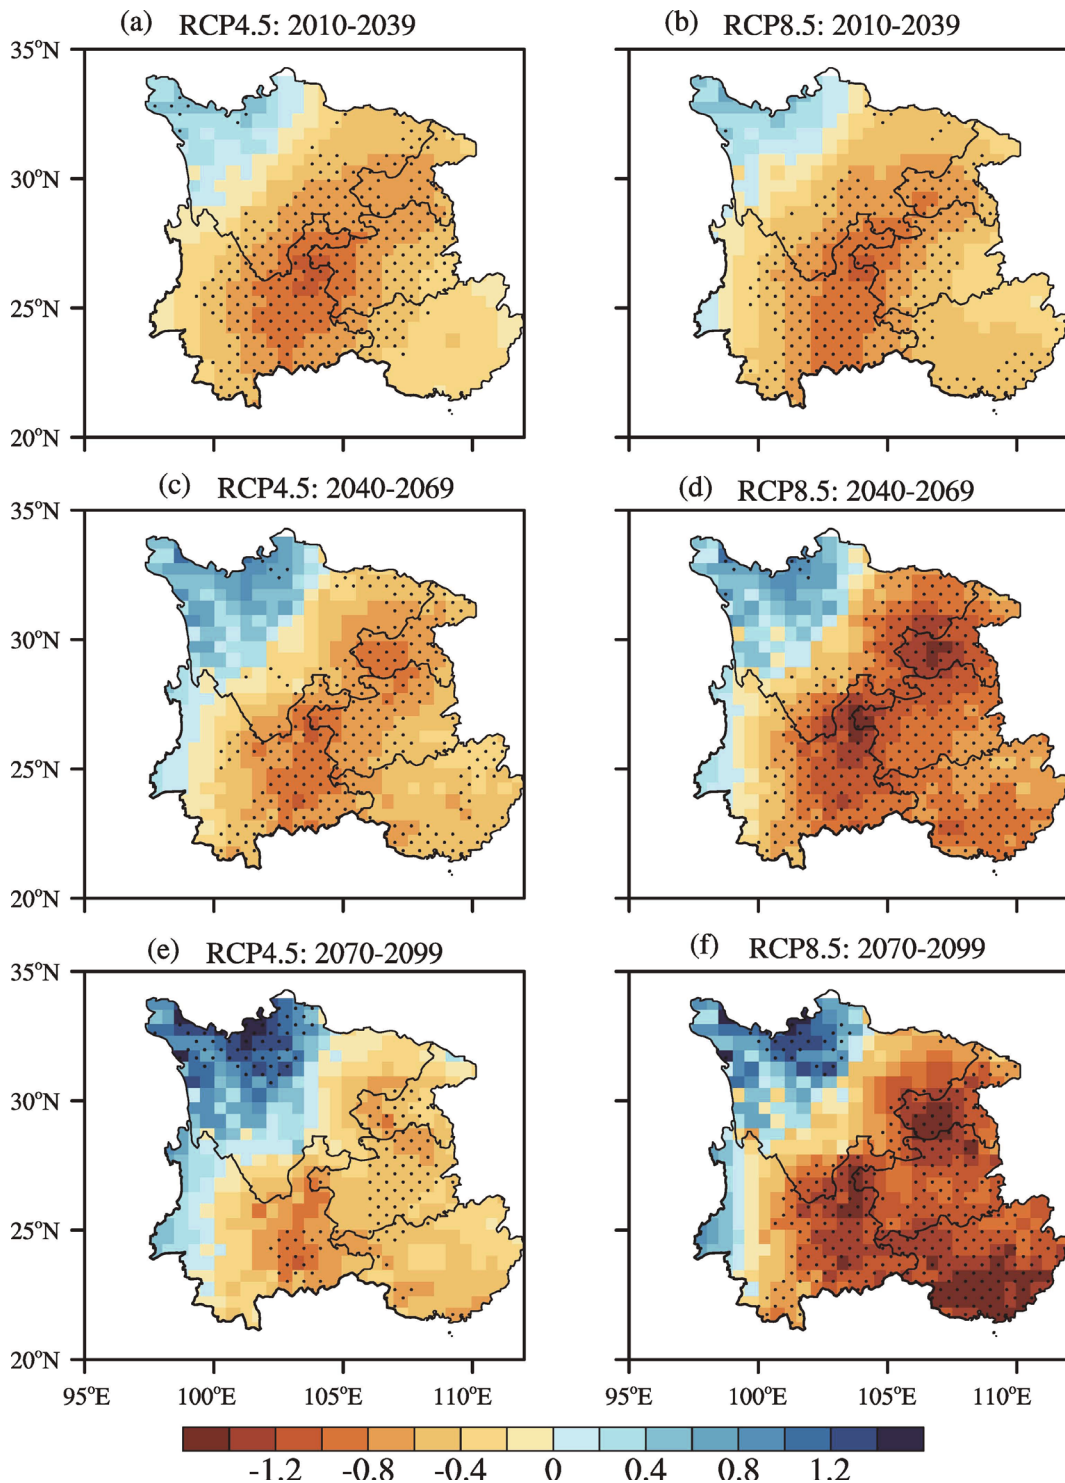 (a) RCP4.5: 2010-2039
(b) RCP8.5: 2010-2039
35°N
30°N
25°N
20°N
(c) RCP4.5: 2040-2069
(d) RCP8.5: 2040-2069
35°N
30°N
25°N
20°N
(e) RCP4.5: 2070-2099
(f) RCP8.5: 2070-2099
35°N
30°N
25°N
20°N
95°E 100°E 105°E 110°E
95°E 100°E 105°E 110°E
-1.2 -0.8 -0.4 0 0.4 0.8 1.2